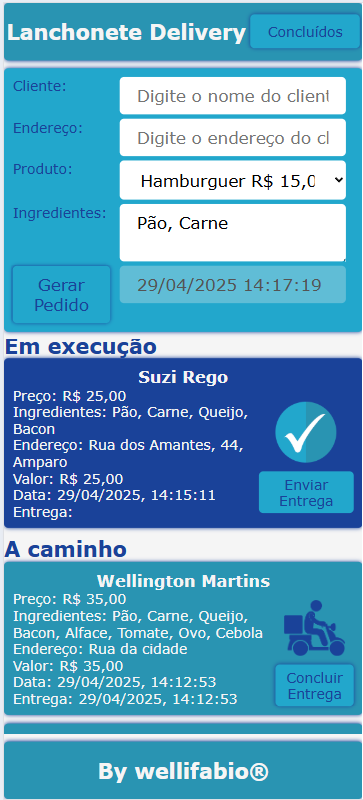 Lanchonete Delivery
Concluídos
Cliente:
Digite o nome do client
Endereço:
Digite o endereço do cl
Produto:
Hamburguer R$ 15,0
Ingredientes:
Pão, Carne
Gerar
Pedido
29/04/2025 14:17:19
Em execução
Suzi Rego
Preço: R$ 25,00
Ingredientes: Pão, Carne, Queijo,
Bacon
Endereço: Rua dos Amantes, 44,
Amparo
Valor: R$ 25,00
Data: 29/04/2025, 14:15:11
Entrega:
Enviar
Entrega
A caminho
Wellington Martins
Preço: R$ 35,00
Ingredientes: Pão, Carne, Queijo,
Bacon, Alface, Tomate, Ovo, Cebola
Endereço: Rua da cidade
Valor: R$ 35,00
Data: 29/04/2025, 14:12:53
Entrega: 29/04/2025, 14:12:53
Concluir
Entrega
By wellifabio®